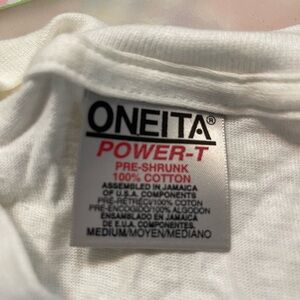 ONEITA®
POWER-T
PRE-SHRUNK
100% COTTON
ASSEMBLED IN JAMAICA
OF U.S.A. COMPONENTS
PRE-RETRECI/100% COTON
PRE-ENCOGIDO/100% ALGODON
ENSAMBLADO EN JAMAICA
DE E.U.A. COMPONENTES.
MEDIUM/MOYEN/MEDIANO